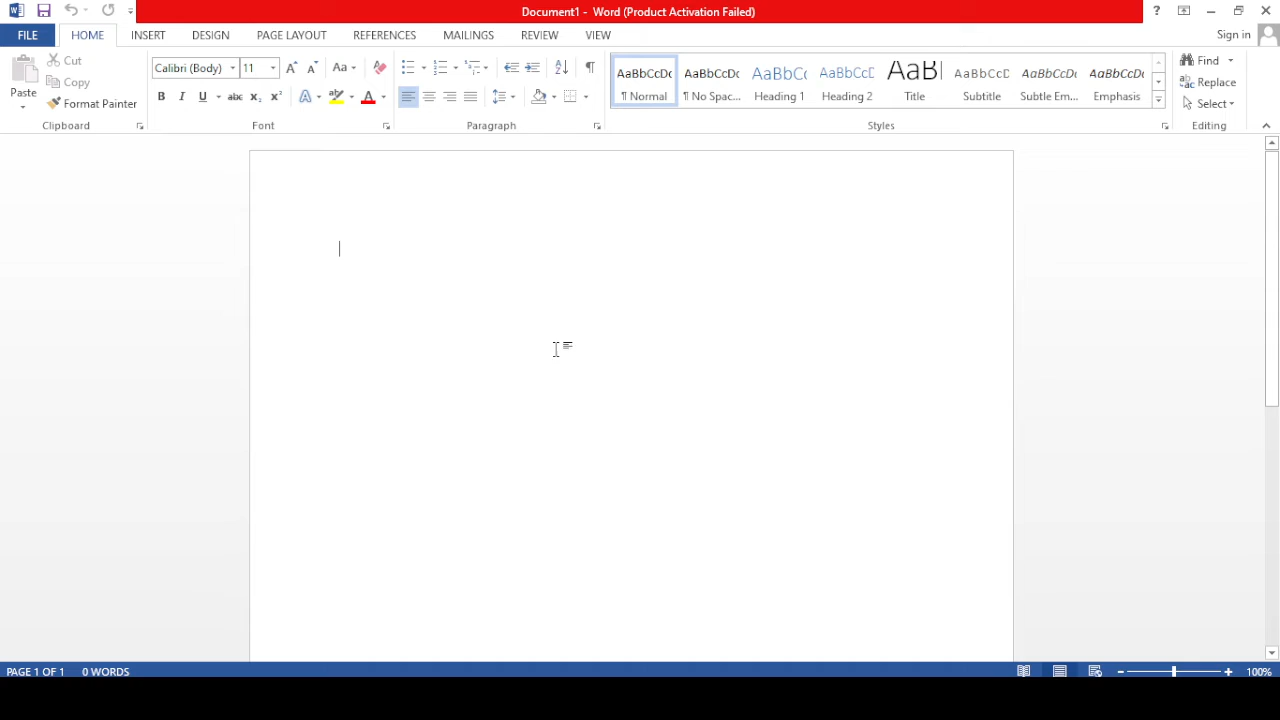 Document1 - Word (Product Activation Failed)
?
FILE HOME INSERT DESIGN PAGE LAYOUT REFERENCES MAILINGS REVIEW VIEW Sign in
Paste
Cut
Copy
Format Painter
Clipboard
Calibri (Body) 11 Aa
B I U abc X₂ X² A A
Font
Paragraph
AaBbCcDc AaBbCcDc AaBbCc AaBbCcD AaBl AaBbCcD AaBbCcDc AaBbCcDc
¶ Normal ¶ No Spac... Heading 1 Heading 2 Title Subtitle Subtle Em... Emphasis
Styles
Find
Replace
Select
Editing
PAGE 1 OF 1 0 WORDS 100%